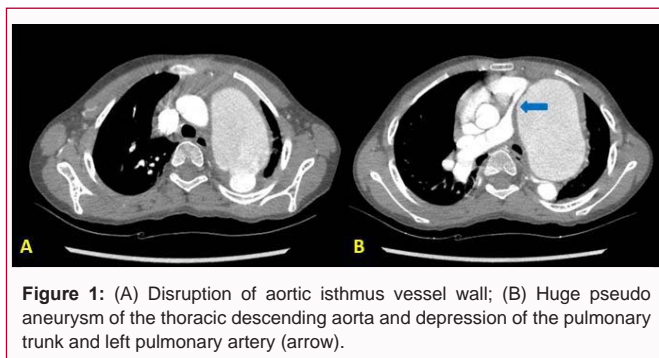 A
B
Figure 1: (A) Disruption of aortic isthmus vessel wall; (B) Huge pseudo
aneurysm of the thoracic descending aorta and depression of the pulmonary
trunk and left pulmonary artery (arrow).